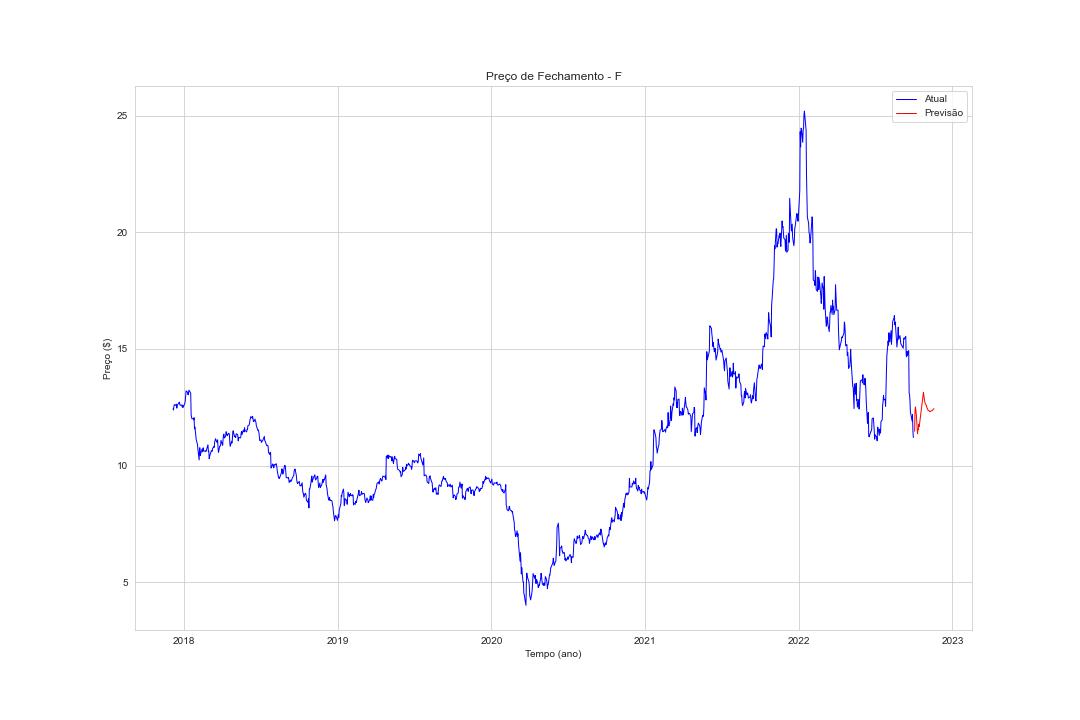 Preço de Fechamento - F
Atual
Previsão
25
20
15
10
5
Preço ($)
2018 2019 2020 2021 2022 2023
Tempo (ano)